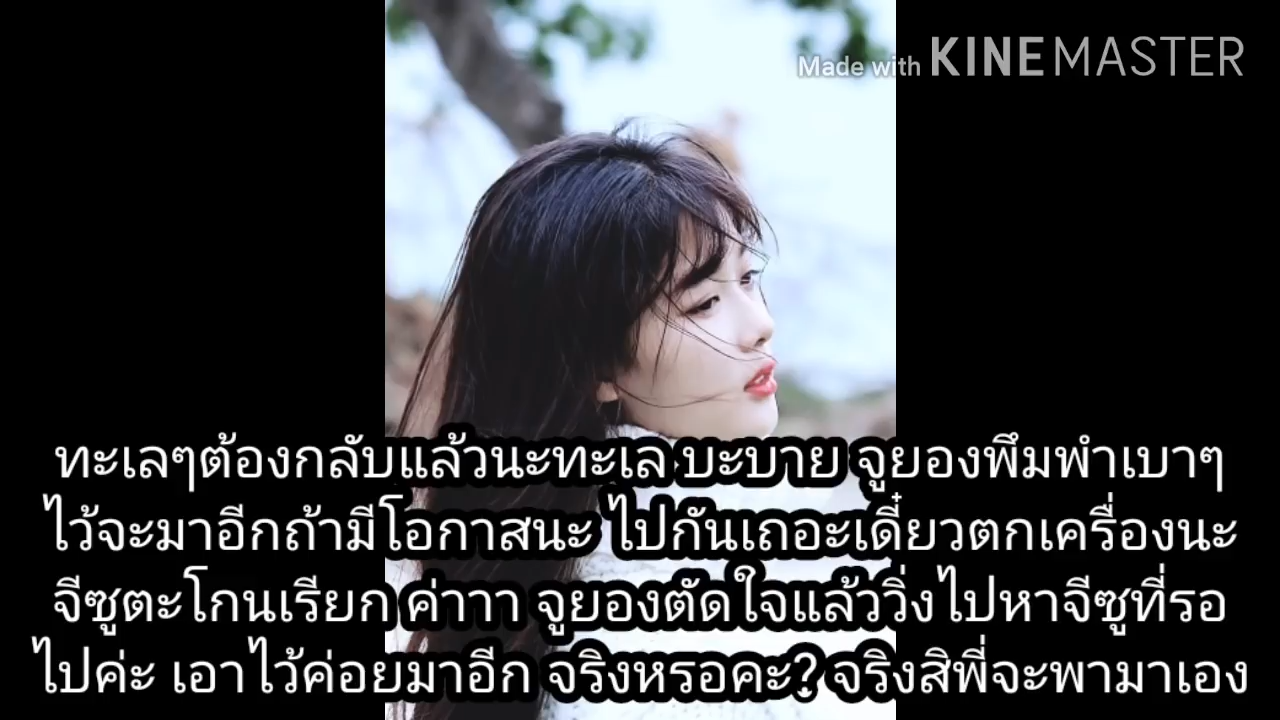 Made with KINEMASTER
ทะเลๆต้องกลับแล้วนะทะเล บะบาย จูยองพึมพำเบาๆ
ไว้จะมาอีกถ้ามีโอกาสนะ ไปกันเถอะเดี๋ยวตกเครื่องนะ
จีซูตะโกนเรียก ค่าาา จูยองตัดใจแล้ววิ่งไปหาจีซูที่รอ
ไปค่ะ เอาไว้ค่อยมาอีก จริงหรอคะ? จริงสิพี่จะพามาเอง